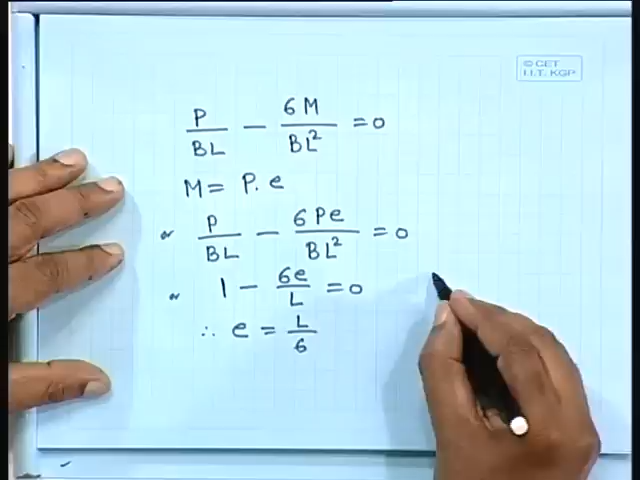 © CET
I.I.T. KGP
P/BL − 6M/BL² = 0
M = P. e
or P/BL − 6Pe/BL² = 0
or 1 − 6e/L = 0
∴ e = L/6